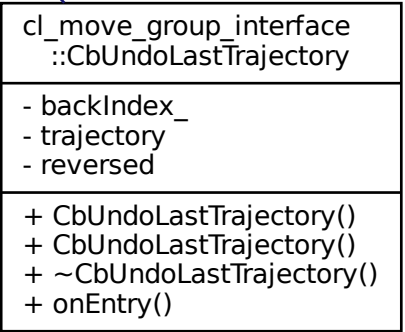 cl_move_group_interface
::CbUndoLastTrajectory
- backIndex_
- trajectory
- reversed
+ CbUndoLastTrajectory()
+ CbUndoLastTrajectory()
+ ~CbUndoLastTrajectory()
+ onEntry()